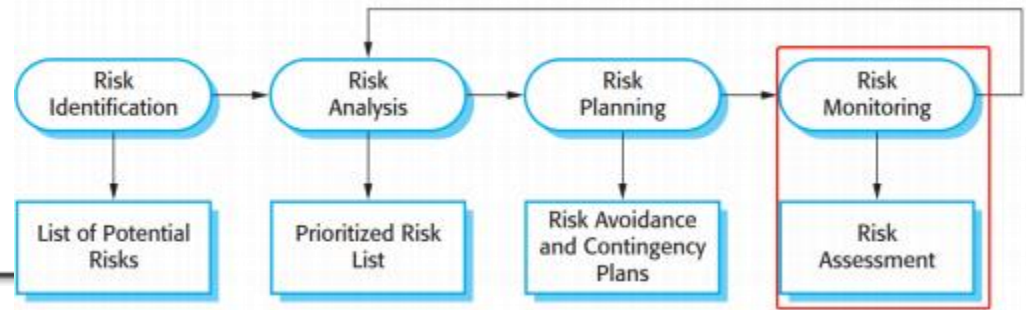 Risk
Identification
Risk
Analysis
Risk
Planning
Risk
Monitoring
List of Potential
Risks
Prioritized Risk
List
Risk Avoidance
and Contingency
Plans
Risk
Assessment